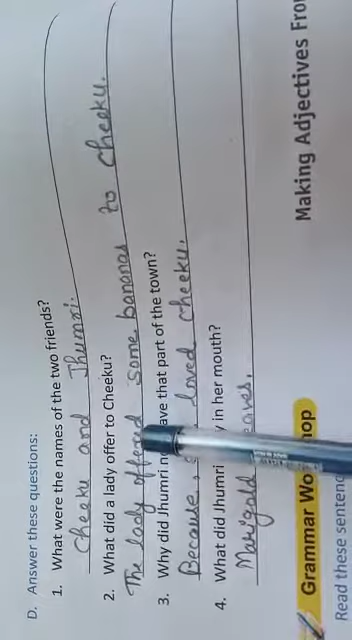 D. Answer these questions:
1. What were the names of the two friends?
Cheeku and Jhumri.
2. What did a lady offer to Cheeku?
The lady offered some bananas to cheeku.
3. Why did Jhumri ave that part of the town?
Because, loved cheeku.
4. What did Jhumri y in her mouth?
Marigold eaves.
Grammar Wo hop
Making Adjectives Fro
Read these sentenc